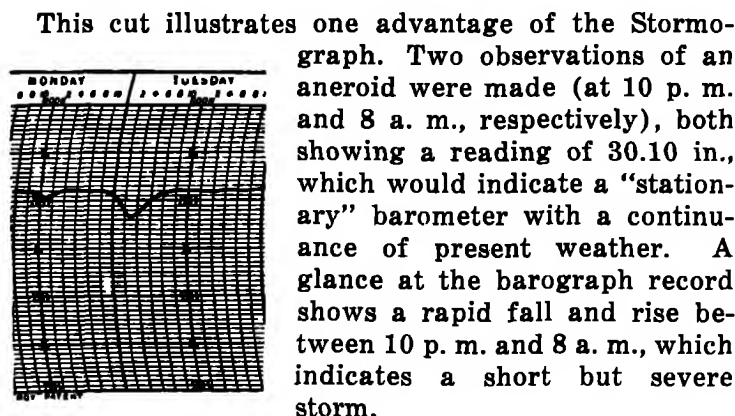 This cut illustrates one advantage of the Stormo-
graph. Two observations of an
aneroid were made (at 10 p. m.
and 8 a. m., respectively), both
showing a reading of 30.10 in.,
which would indicate a “station-
ary” barometer with a continu-
ance of present weather. A
glance at the barograph record
shows a rapid fall and rise be-
tween 10 p. m. and 8 a. m., which
indicates a short but severe
storm.
MONDAY TUESDAY